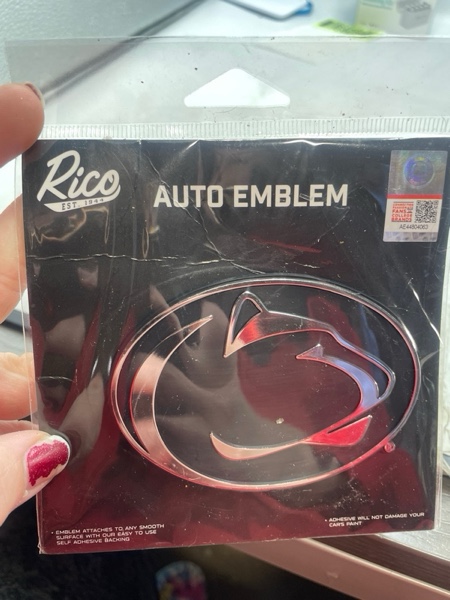 Rico
EST. 1944
AUTO EMBLEM
AE44904063
• EMBLEM ATTACHES TO ANY SMOOTH
SURFACE WITH OUR EASY TO USE
SELF ADHESIVE BACKING
• ADHESIVE WILL NOT DAMAGE YOUR
CARS PAINT